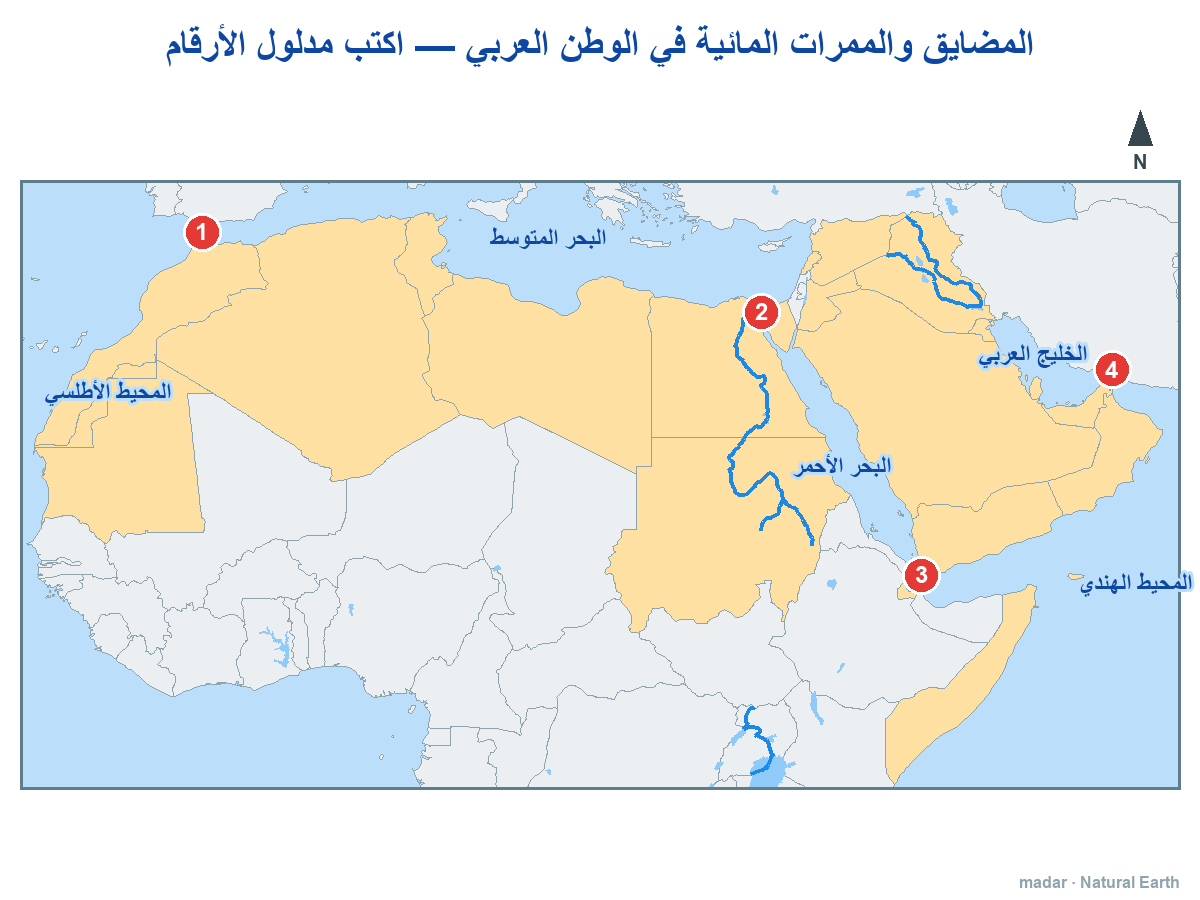 المضايق والممرات المائية في الوطن العربي — اكتب مدلول الأرقام
N
1
البحر المتوسط
2
الخليج العربي
4
المحيط الأطلسي
البحر الأحمر
3
المحيط الهندي
madar · Natural Earth